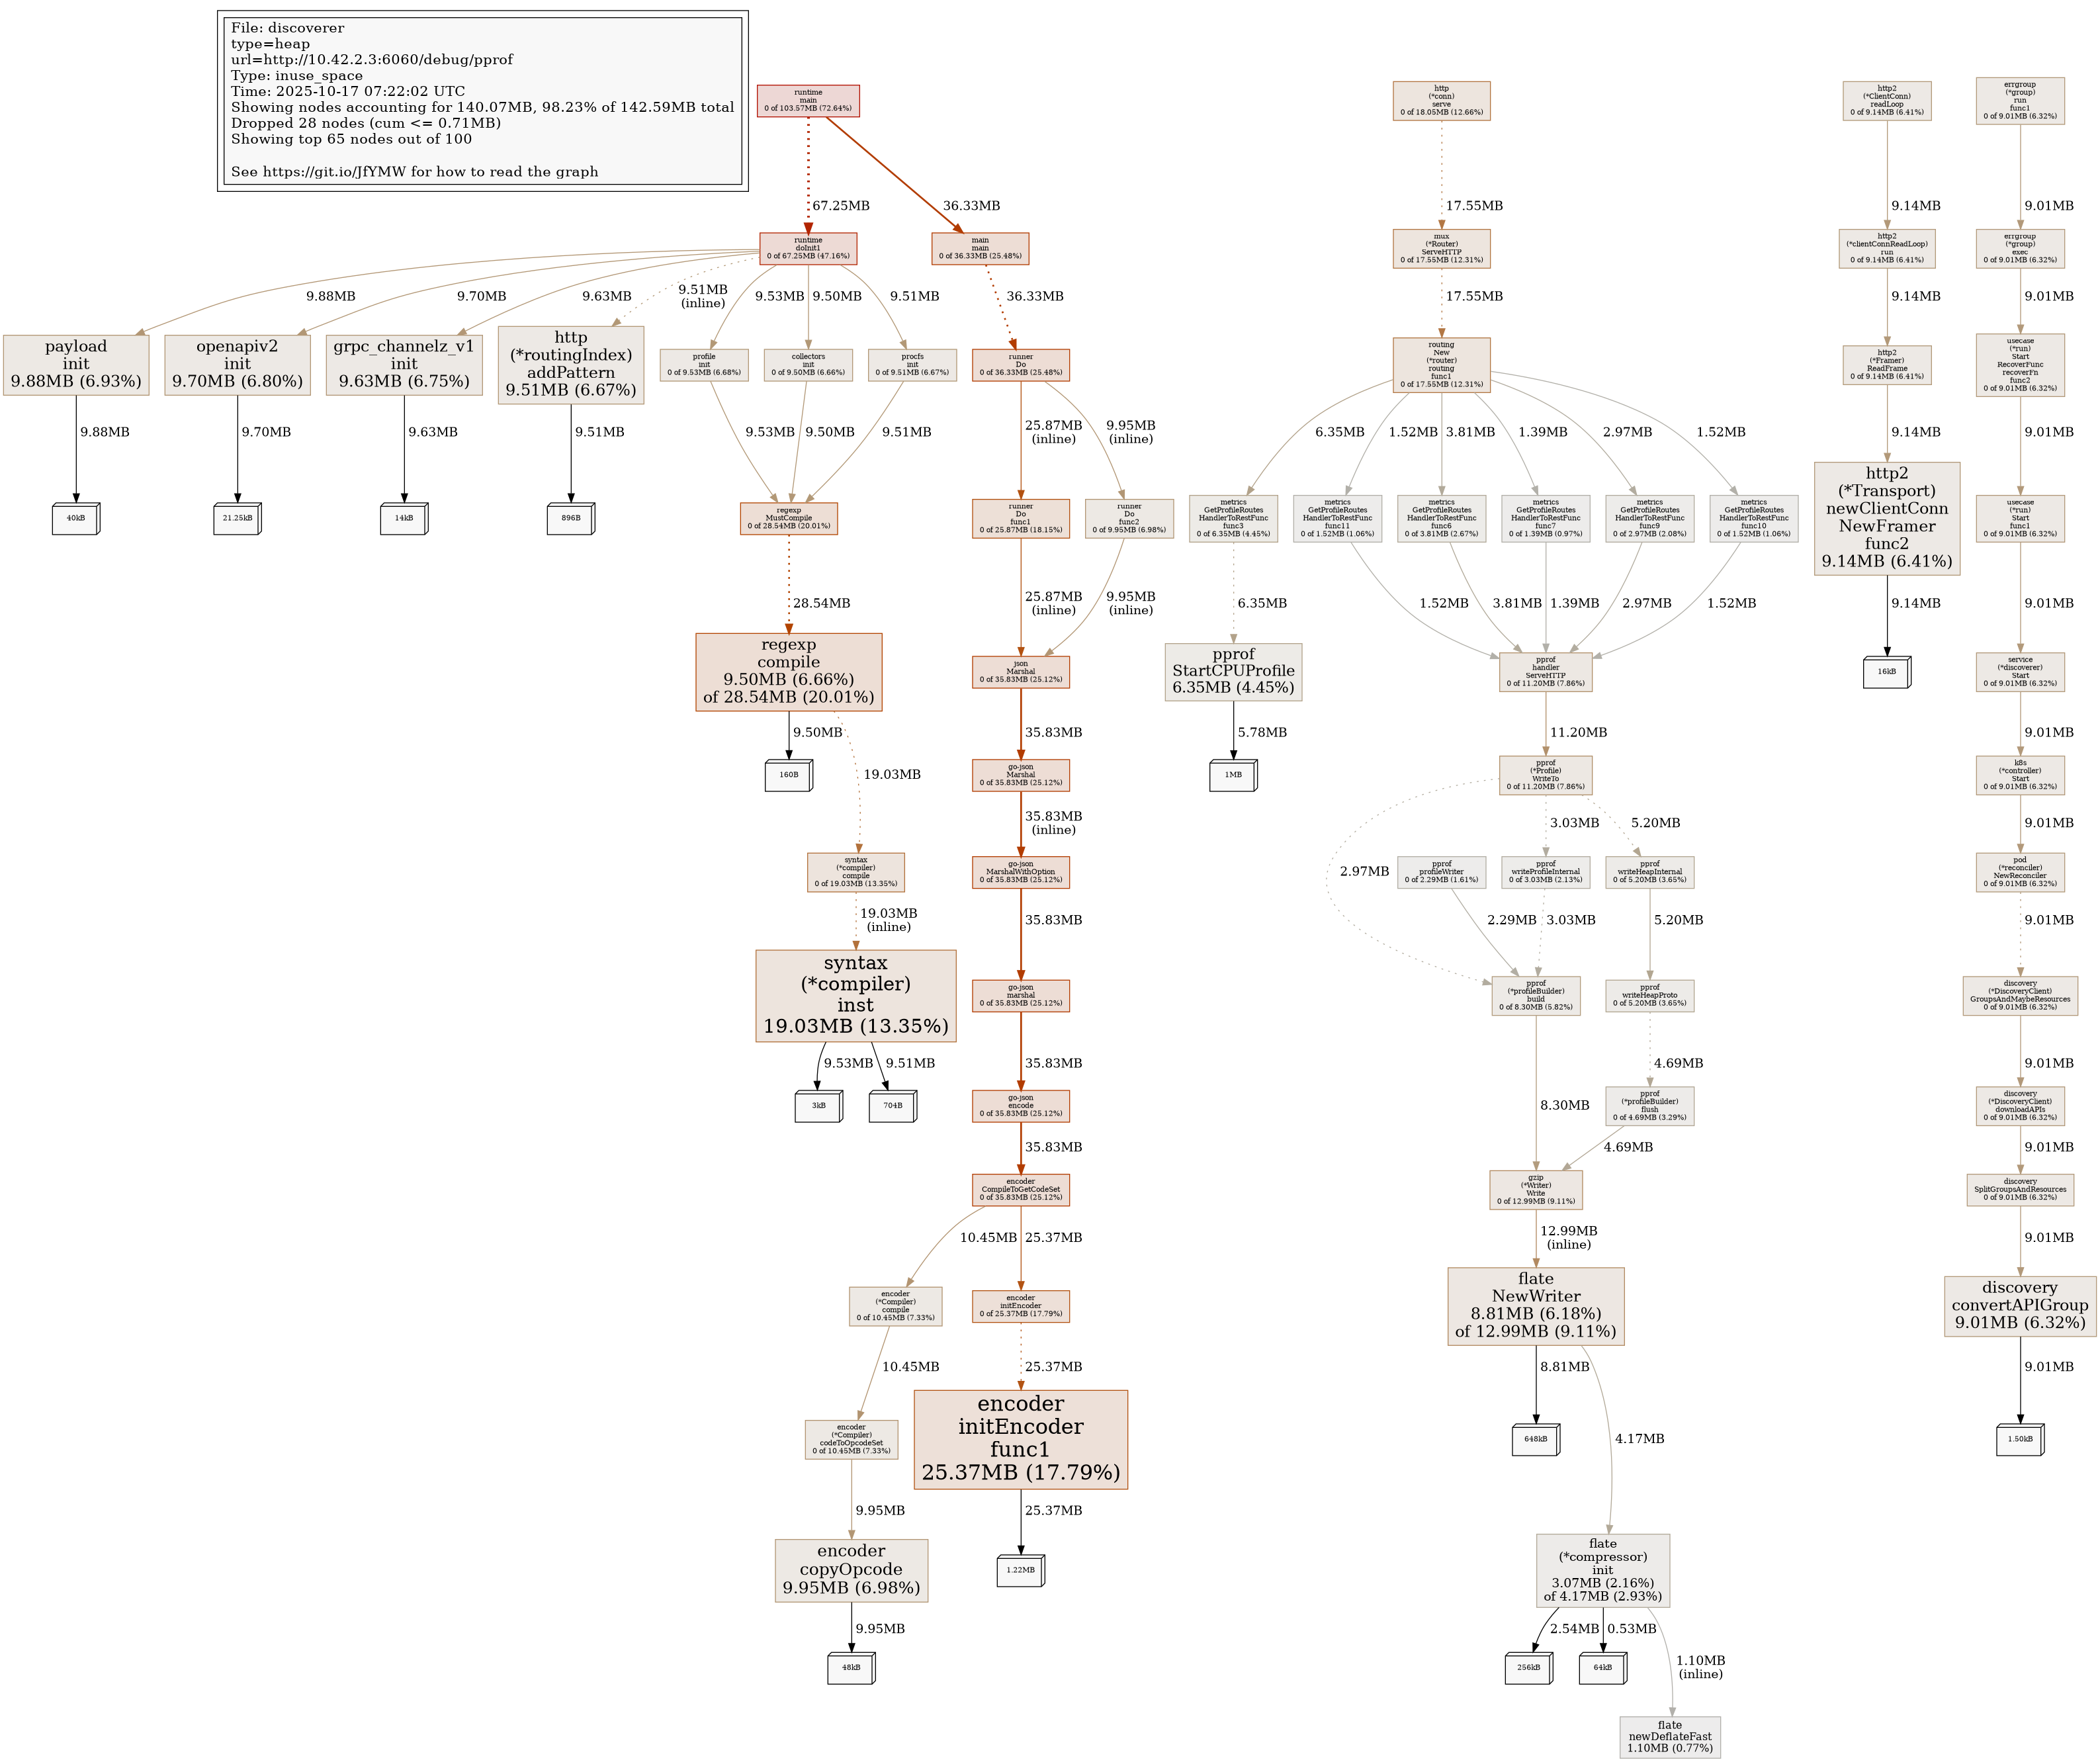 File: discoverer
type=heap
url=http://10.42.2.3:6060/debug/pprof
Type: inuse_space
Time: 2025-10-17 07:22:02 UTC
Showing nodes accounting for 140.07MB, 98.23% of 142.59MB total
Dropped 28 nodes (cum <= 0.71MB)
Showing top 65 nodes out of 100
See https://git.io/JfYMW for how to read the graph
runtime
main
0 of 103.57MB (72.64%)
http
(*conn)
serve
0 of 18.05MB (12.66%)
http2
(*ClientConn)
readLoop
0 of 9.14MB (6.41%)
errgroup
(*group)
run
func1
0 of 9.01MB (6.32%)
67.25MB
36.33MB
17.55MB
9.14MB
9.01MB
runtime
doInit1
0 of 67.25MB (47.16%)
main
main
0 of 36.33MB (25.48%)
mux
(*Router)
ServeHTTP
0 of 17.55MB (12.31%)
http2
(*clientConnReadLoop)
run
0 of 9.14MB (6.41%)
errgroup
(*group)
exec
0 of 9.01MB (6.32%)
9.88MB
9.70MB
9.63MB
9.51MB
(inline)
9.53MB
9.50MB
9.51MB
36.33MB
17.55MB
9.14MB
9.01MB
payload
init
9.88MB (6.93%)
openapiv2
init
9.70MB (6.80%)
grpc_channelz_v1
init
9.63MB (6.75%)
http
(*routingIndex)
addPattern
9.51MB (6.67%)
profile
init
0 of 9.53MB (6.68%)
collectors
init
0 of 9.50MB (6.66%)
procfs
init
0 of 9.51MB (6.67%)
runner
Do
0 of 36.33MB (25.48%)
routing
New
(*router)
routing
func1
0 of 17.55MB (12.31%)
http2
(*Framer)
ReadFrame
0 of 9.14MB (6.41%)
usecase
(*run)
Start
RecoverFunc
recoverFn
func2
0 of 9.01MB (6.32%)
9.88MB
9.70MB
9.63MB
9.51MB
9.53MB
9.50MB
9.51MB
25.87MB
(inline)
9.95MB
(inline)
6.35MB
1.52MB
3.81MB
1.39MB
2.97MB
1.52MB
9.14MB
9.01MB
40kB
21.25kB
14kB
896B
regexp
MustCompile
0 of 28.54MB (20.01%)
runner
Do
func1
0 of 25.87MB (18.15%)
runner
Do
func2
0 of 9.95MB (6.98%)
metrics
GetProfileRoutes
HandlerToRestFunc
func3
0 of 6.35MB (4.45%)
metrics
GetProfileRoutes
HandlerToRestFunc
func11
0 of 1.52MB (1.06%)
metrics
GetProfileRoutes
HandlerToRestFunc
func6
0 of 3.81MB (2.67%)
metrics
GetProfileRoutes
HandlerToRestFunc
func7
0 of 1.39MB (0.97%)
metrics
GetProfileRoutes
HandlerToRestFunc
func9
0 of 2.97MB (2.08%)
metrics
GetProfileRoutes
HandlerToRestFunc
func10
0 of 1.52MB (1.06%)
http2
(*Transport)
newClientConn
NewFramer
func2
9.14MB (6.41%)
usecase
(*run)
Start
func1
0 of 9.01MB (6.32%)
28.54MB
25.87MB
(inline)
9.95MB
(inline)
6.35MB
1.52MB
3.81MB
1.39MB
2.97MB
1.52MB
9.14MB
9.01MB
regexp
compile
9.50MB (6.66%)
of 28.54MB (20.01%)
json
Marshal
0 of 35.83MB (25.12%)
pprof
StartCPUProfile
6.35MB (4.45%)
pprof
handler
ServeHTTP
0 of 11.20MB (7.86%)
16kB
service
(*discoverer)
Start
0 of 9.01MB (6.32%)
9.50MB
19.03MB
35.83MB
5.78MB
11.20MB
9.01MB
160B
go-json
Marshal
0 of 35.83MB (25.12%)
1MB
pprof
(*Profile)
WriteTo
0 of 11.20MB (7.86%)
k8s
(*controller)
Start
0 of 9.01MB (6.32%)
35.83MB
(inline)
2.97MB
3.03MB
5.20MB
9.01MB
syntax
(*compiler)
compile
0 of 19.03MB (13.35%)
go-json
MarshalWithOption
0 of 35.83MB (25.12%)
pprof
profileWriter
0 of 2.29MB (1.61%)
pprof
writeProfileInternal
0 of 3.03MB (2.13%)
pprof
writeHeapInternal
0 of 5.20MB (3.65%)
pod
(*reconciler)
NewReconciler
0 of 9.01MB (6.32%)
19.03MB
(inline)
35.83MB
2.29MB
3.03MB
5.20MB
9.01MB
syntax
(*compiler)
inst
19.03MB (13.35%)
go-json
marshal
0 of 35.83MB (25.12%)
pprof
(*profileBuilder)
build
0 of 8.30MB (5.82%)
pprof
writeHeapProto
0 of 5.20MB (3.65%)
discovery
(*DiscoveryClient)
GroupsAndMaybeResources
0 of 9.01MB (6.32%)
9.53MB
9.51MB
35.83MB
8.30MB
4.69MB
9.01MB
3kB
704B
go-json
encode
0 of 35.83MB (25.12%)
pprof
(*profileBuilder)
flush
0 of 4.69MB (3.29%)
discovery
(*DiscoveryClient)
downloadAPIs
0 of 9.01MB (6.32%)
35.83MB
4.69MB
9.01MB
encoder
CompileToGetCodeSet
0 of 35.83MB (25.12%)
gzip
(*Writer)
Write
0 of 12.99MB (9.11%)
discovery
SplitGroupsAndResources
0 of 9.01MB (6.32%)
10.45MB
25.37MB
12.99MB
(inline)
9.01MB
encoder
(*Compiler)
compile
0 of 10.45MB (7.33%)
encoder
initEncoder
0 of 25.37MB (17.79%)
flate
NewWriter
8.81MB (6.18%)
of 12.99MB (9.11%)
discovery
convertAPIGroup
9.01MB (6.32%)
10.45MB
25.37MB
8.81MB
4.17MB
9.01MB
encoder
(*Compiler)
codeToOpcodeSet
0 of 10.45MB (7.33%)
encoder
initEncoder
func1
25.37MB (17.79%)
648kB
1.50kB
9.95MB
25.37MB
encoder
copyOpcode
9.95MB (6.98%)
1.22MB
flate
(*compressor)
init
3.07MB (2.16%)
of 4.17MB (2.93%)
9.95MB
2.54MB
0.53MB
1.10MB
(inline)
48kB
256kB
64kB
flate
newDeflateFast
1.10MB (0.77%)